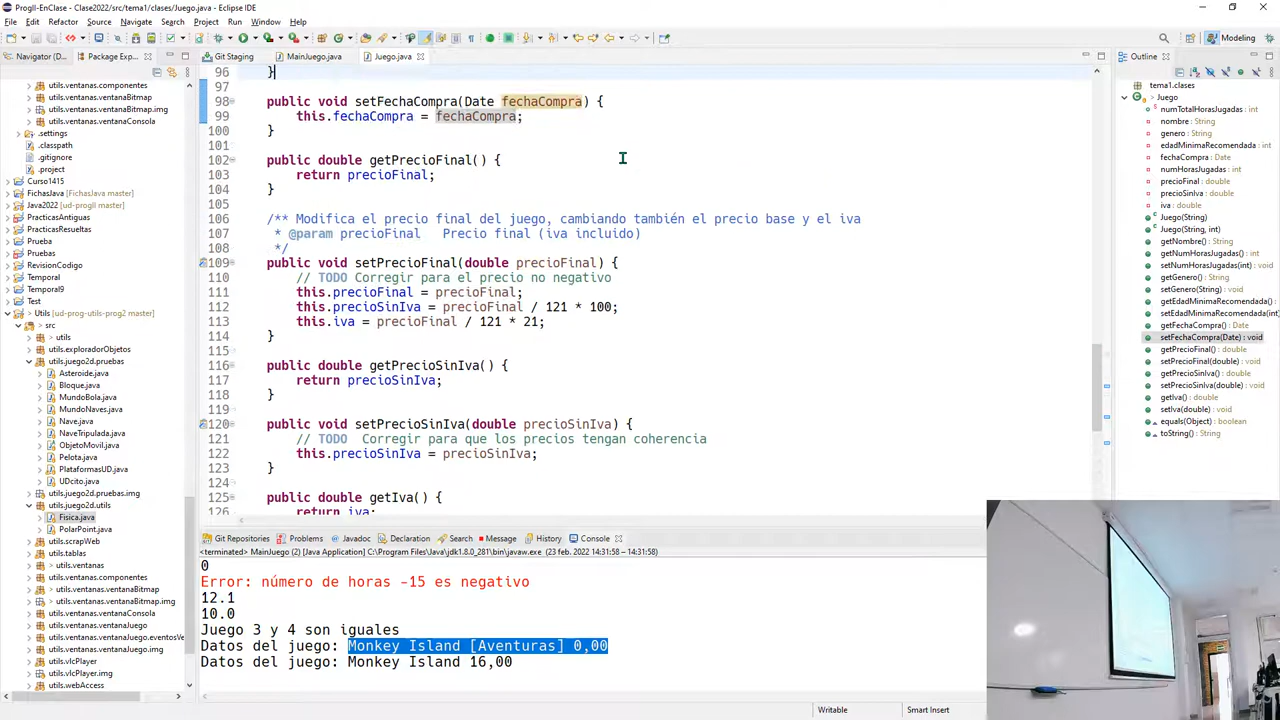 ProgII-EnClase - Clase2022/src/tema1/clases/Juego.java - Eclipse IDE
File Edit Refactor Source Navigate Search Project Run Window Help
Modeling
Navigator (D... Package Exp...
Git Staging MainJuego.java Juego.java
Outline
utils.ventanas.componentes
utils.ventanas.ventanaBitmap
utils.ventanas.ventanaBitmap.img
utils.ventanas.ventanaConsola
.settings
.classpath
.gitignore
.project
Curso1415
FichasJava [FichasJava master]
Java2022 [ud-progII master]
PracticasAntiguas
PracticasResueltas
Prueba
Pruebas
RevisionCodigo
Temporal
Temporal9
Test
Utils [ud-prog-utils-prog2 master]
src
utils
utils.exploradorObjetos
utils.juego2d.pruebas
Asteroide.java
Bloque.java
MundoBola.java
MundoNaves.java
Nave.java
NaveTripulada.java
ObjetoMovil.java
Pelota.java
PlataformasUD.java
UDcito.java
utils.juego2d.pruebas.img
utils.juego2d.utils
Fisica.java
PolarPoint.java
utils.scrapWeb
utils.tablas
utils.ventanas
utils.ventanas.componentes
utils.ventanas.ventanaBitmap
utils.ventanas.ventanaBitmap.img
utils.ventanas.ventanaConsola
utils.ventanas.ventanaJuego
utils.ventanas.ventanaJuego.eventosVe
utils.ventanas.ventanaJuego.img
utils.vlcPlayer
utils.vlcPlayer.img
utils.webAccess
96 }
97
98 public void setFechaCompra(Date fechaCompra) {
99 this.fechaCompra = fechaCompra;
100 }
101
102 public double getPrecioFinal() {
103 return precioFinal;
104 }
105
106 /** Modifica el precio final del juego, cambiando también el precio base y el iva
107 * @param precioFinal Precio final (iva incluido)
108 */
109 public void setPrecioFinal(double precioFinal) {
110 // TODO Corregir para el precio no negativo
111 this.precioFinal = precioFinal;
112 this.precioSinIva = precioFinal / 121 * 100;
113 this.iva = precioFinal / 121 * 21;
114 }
115
116 public double getPrecioSinIva() {
117 return precioSinIva;
118 }
119
120 public void setPrecioSinIva(double precioSinIva) {
121 // TODO Corregir para que los precios tengan coherencia
122 this.precioSinIva = precioSinIva;
123 }
124
125 public double getIva() {
126 return iva;
tema1.clases
Juego
numTotalHorasJugadas : int
nombre : String
genero : String
edadMinimaRecomendada : int
fechaCompra : Date
numHorasJugadas : int
precioFinal : double
precioSinIva : double
iva : double
Juego(String)
Juego(String, int)
getNombre() : String
getNumHorasJugadas() : int
setNumHorasJugadas(int) : void
getGenero() : String
setGenero(String) : void
getEdadMinimaRecomendada() :
setEdadMinimaRecomendada(int)
getFechaCompra() : Date
setFechaCompra(Date) : void
getPrecioFinal() : double
setPrecioFinal(double) : void
getPrecioSinIva() : double
setPrecioSinIva(double) : void
getIva() : double
setIva(double) : void
equals(Object) : boolean
toString() : String
Git Repositories Problems Javadoc Declaration Search Message History Console
<terminated> MainJuego (2) [Java Application] C:\Program Files\Java\jdk1.8.0_281\bin\javaw.exe (23 feb. 2022 14:31:58 – 14:31:58)
0
Error: número de horas -15 es negativo
12.1
10.0
Juego 3 y 4 son iguales
Datos del juego: Monkey Island [Aventuras] 0,00
Datos del juego: Monkey Island 16,00
Writable Smart Insert